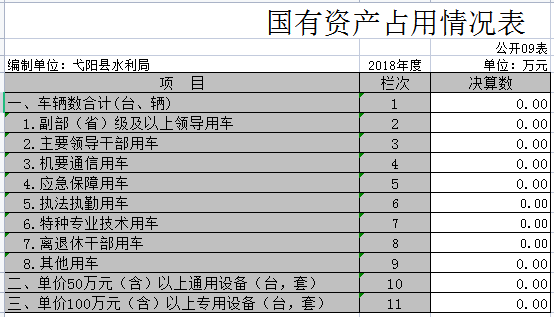 国有资产占用情况表
公开09表
编制单位：弋阳县水利局 2018年度 单位：万元
项 目 栏次 决算数
一、车辆数合计(台、辆) 1 0.00
1.副部（省）级及以上领导用车 2 0.00
2.主要领导干部用车 3 0.00
3.机要通信用车 4 0.00
4.应急保障用车 5 0.00
5.执法执勤用车 6 0.00
6.特种专业技术用车 7 0.00
7.离退休干部用车 8 0.00
8.其他用车 9 0.00
二、单价50万元（含）以上通用设备（台，套） 10 0.00
三、单价100万元（含）以上专用设备（台，套） 11 0.00